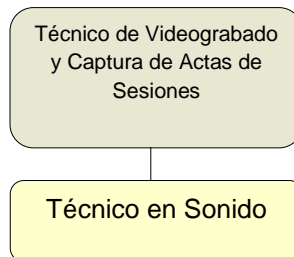 Técnico de Videograbado
y Captura de Actas de
Sesiones
Técnico en Sonido